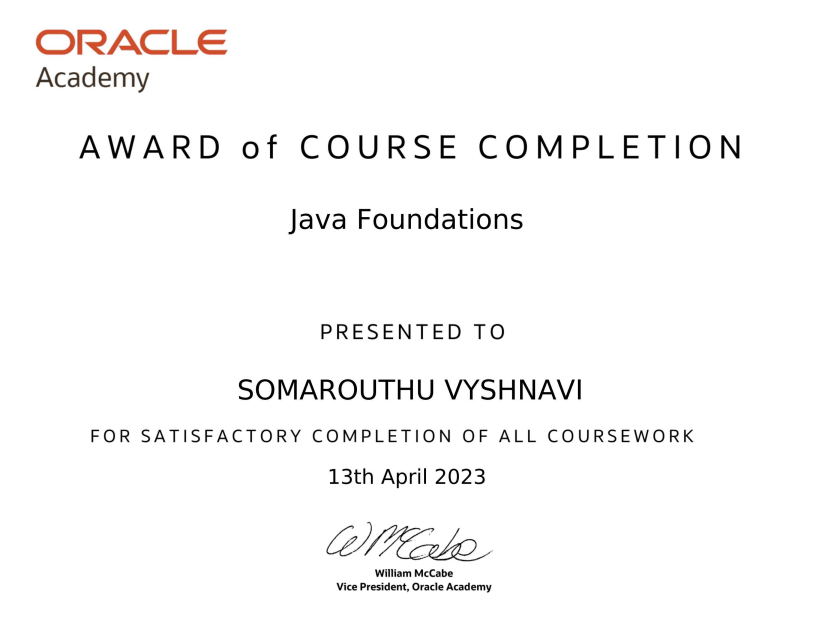 ORACLE
Academy
AWARD of COURSE COMPLETION
Java Foundations
PRESENTED TO
SOMAROUTHU VYSHNAVI
FOR SATISFACTORY COMPLETION OF ALL COURSEWORK
13th April 2023
W McCabe
William McCabe
Vice President, Oracle Academy